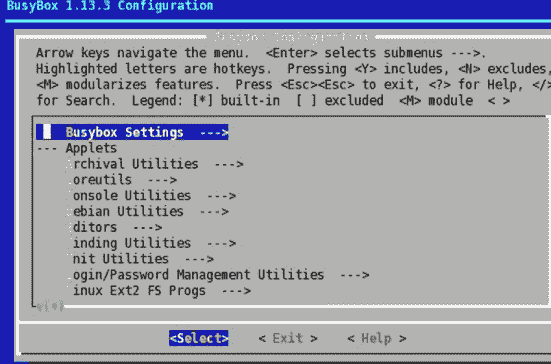 BusyBox 1.13.3 Configuration
Busybox Configuration
Arrow keys navigate the menu.  <Enter> selects submenus --->.
Highlighted letters are hotkeys.  Pressing <Y> includes, <N> excludes,
<M> modularizes features.  Press <Esc><Esc> to exit, <?> for Help, </>
for Search.  Legend: [*] built-in  [ ] excluded  <M> module  < >
Busybox Settings  --->
--- Applets
rchival Utilities  --->
oreutils  --->
onsole Utilities  --->
ebian Utilities  --->
ditors  --->
inding Utilities  --->
nit Utilities  --->
ogin/Password Management Utilities  --->
inux Ext2 FS Progs  --->
<Select>    < Exit >    < Help >